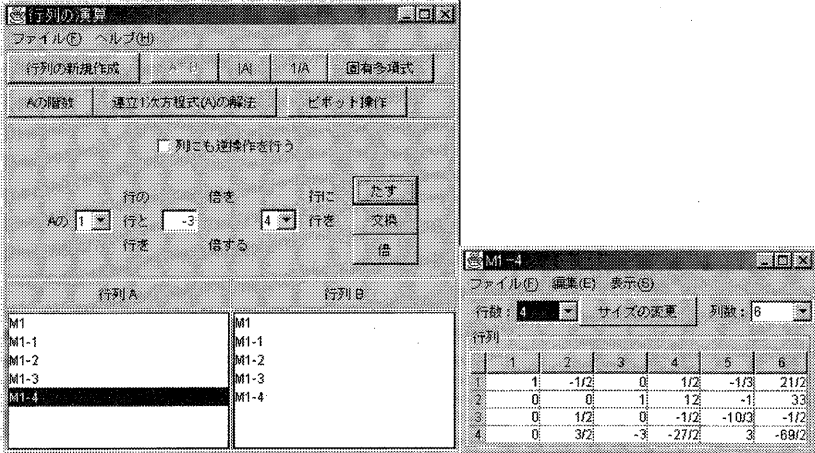 行列の演算
ファイル(F) ヘルプ(H)
行列の新規作成 |A| 1/A 固有多項式
Aの階数 連立1次方程式(A)の解法 ピボット操作
列にも逆操作を行う
行の 倍を 行に たす
Aの 1 行と -3 4 行を 交換
行を 倍する 倍
行列 A 行列 B
M1 M1
M1-1 M1-1
M1-2 M1-2
M1-3 M1-3
M1-4 M1-4
M1-4
ファイル(F) 編集(E) 表示(S)
行数: 4 サイズの変更 列数: 6
行列
1 2 3 4 5 6
1 1 -1/2 0 1/2 -1/3 21/2
2 0 0 1 12 -1 33
3 0 1/2 0 -1/2 -10/3 -1/2
4 0 3/2 -3 -27/2 3 -69/2